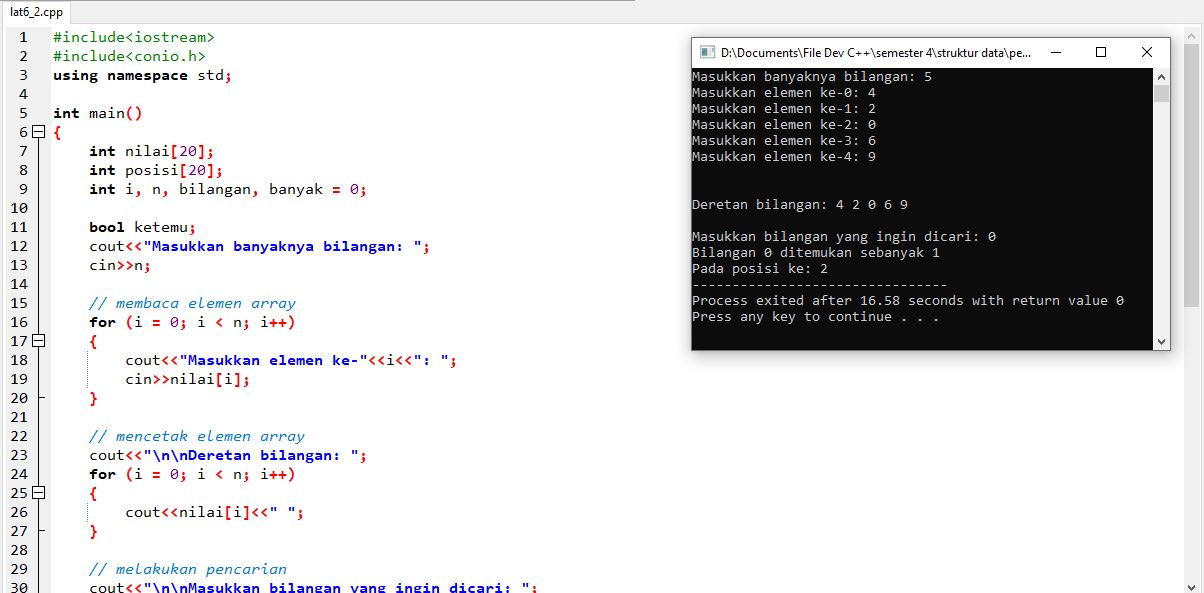 lat6_2.cpp
1 #include<iostream>
2 #include<conio.h>
3 using namespace std;
4
5 int main()
6 {
7 int nilai[20];
8 int posisi[20];
9 int i, n, bilangan, banyak = 0;
10
11 bool ketemu;
12 cout<<"Masukkan banyaknya bilangan: ";
13 cin>>n;
14
15 // membaca elemen array
16 for (i = 0; i < n; i++)
17 {
18 cout<<"Masukkan elemen ke-"<<i<<": ";
19 cin>>nilai[i];
20 }
21
22 // mencetak elemen array
23 cout<<"\n\nDeretan bilangan: ";
24 for (i = 0; i < n; i++)
25 {
26 cout<<nilai[i]<<" ";
27 }
28
29 // melakukan pencarian
30 cout<<"\n\nMasukkan bilangan yang ingin dicari: ";
D:\Documents\File Dev C++\semester 4\struktur data\pe...
Masukkan banyaknya bilangan: 5
Masukkan elemen ke-0: 4
Masukkan elemen ke-1: 2
Masukkan elemen ke-2: 0
Masukkan elemen ke-3: 6
Masukkan elemen ke-4: 9
Deretan bilangan: 4 2 0 6 9
Masukkan bilangan yang ingin dicari: 0
Bilangan 0 ditemukan sebanyak 1
Pada posisi ke: 2
--------------------------------
Process exited after 16.58 seconds with return value 0
Press any key to continue . . .